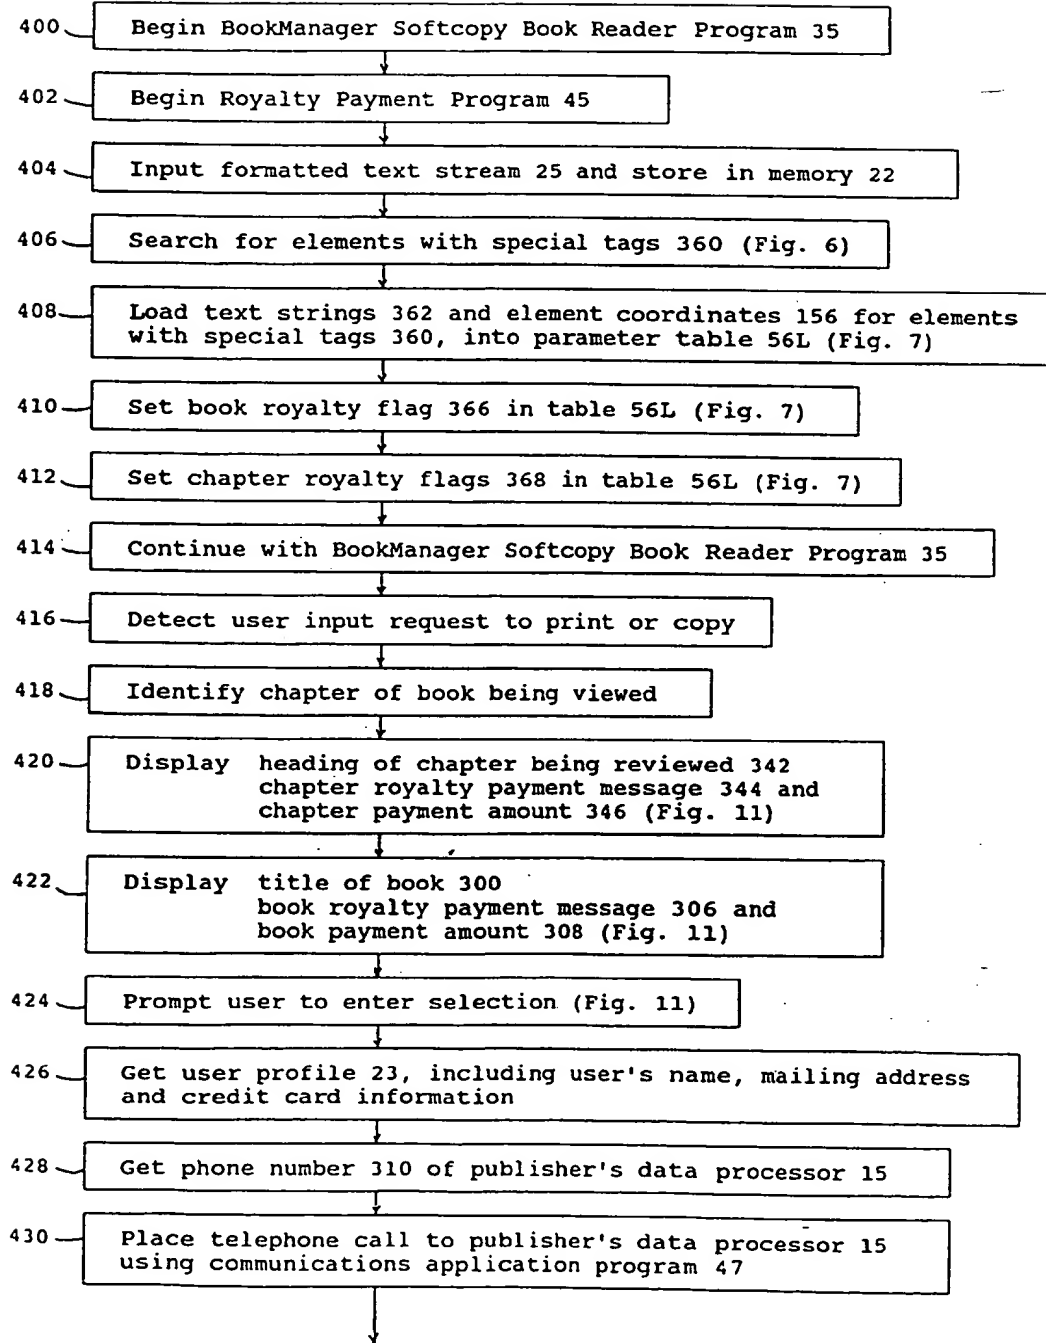 400 Begin BookManager Softcopy Book Reader Program 35
402 Begin Royalty Payment Program 45
404 Input formatted text stream 25 and store in memory 22
406 Search for elements with special tags 360 (Fig. 6)
408 Load text strings 362 and element coordinates 156 for elements
with special tags 360, into parameter table 56L (Fig. 7)
410 Set book royalty flag 366 in table 56L (Fig. 7)
412 Set chapter royalty flags 368 in table 56L (Fig. 7)
414 Continue with BookManager Softcopy Book Reader Program 35
416 Detect user input request to print or copy
418 Identify chapter of book being viewed
420 Display heading of chapter being reviewed 342
chapter royalty payment message 344 and
chapter payment amount 346 (Fig. 11)
422 Display title of book 300
book royalty payment message 306 and
book payment amount 308 (Fig. 11)
424 Prompt user to enter selection (Fig. 11)
426 Get user profile 23, including user's name, mailing address
and credit card information
428 Get phone number 310 of publisher's data processor 15
430 Place telephone call to publisher's data processor 15
using communications application program 47